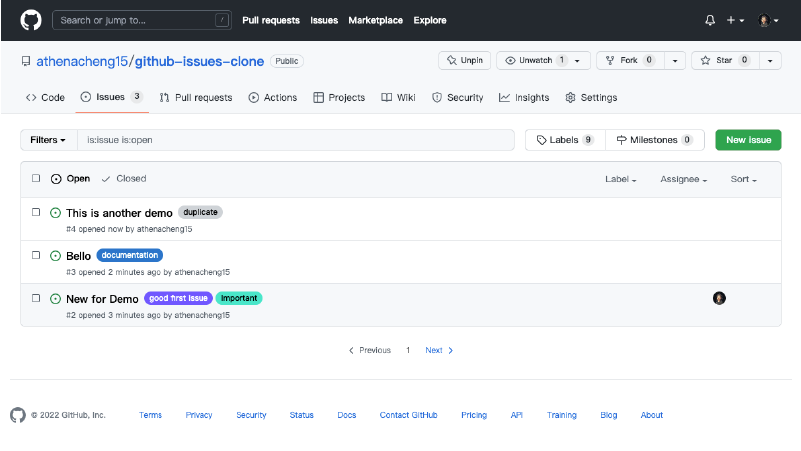 Search or jump to... / Pull requests Issues Marketplace Explore
athenacheng15/github-issues-clone Public Unpin Unwatch 1 Fork 0 Star 0
Code Issues 3 Pull requests Actions Projects Wiki Security Insights Settings
Filters is:issue is:open Labels 9 Milestones 0 New Issue
Open Closed Label Assignee Sort
This is another demo duplicate
#4 opened now by athenacheng15
Bello documentation
#3 opened 2 minutes ago by athenacheng15
New for Demo good first issue important
#2 opened 3 minutes ago by athenacheng15
Previous 1 Next
© 2022 GitHub, Inc. Terms Privacy Security Status Docs Contact GitHub Pricing API Training Blog About